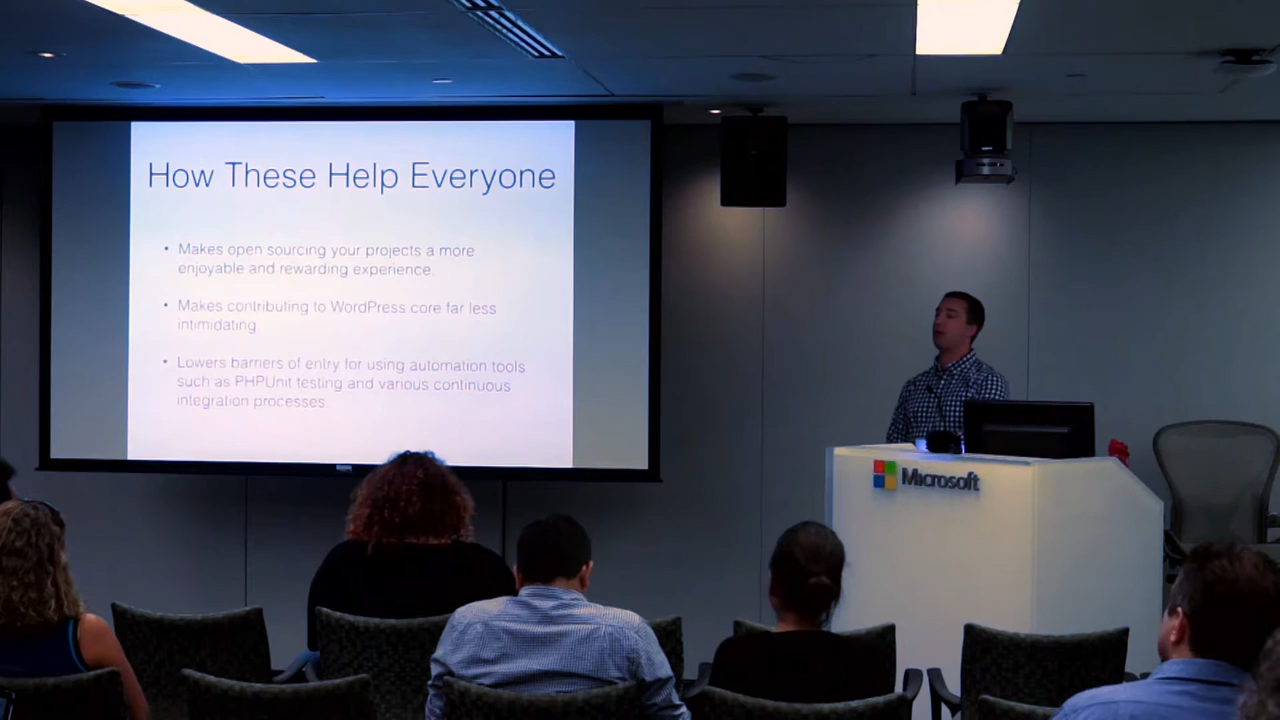 How These Help Everyone
• Makes open sourcing your projects a more
enjoyable and rewarding experience.
• Makes contributing to WordPress core far less
intimidating
• Lowers barriers of entry for using automation tools
such as PHPUnit testing and various continuous
integration processes
Microsoft